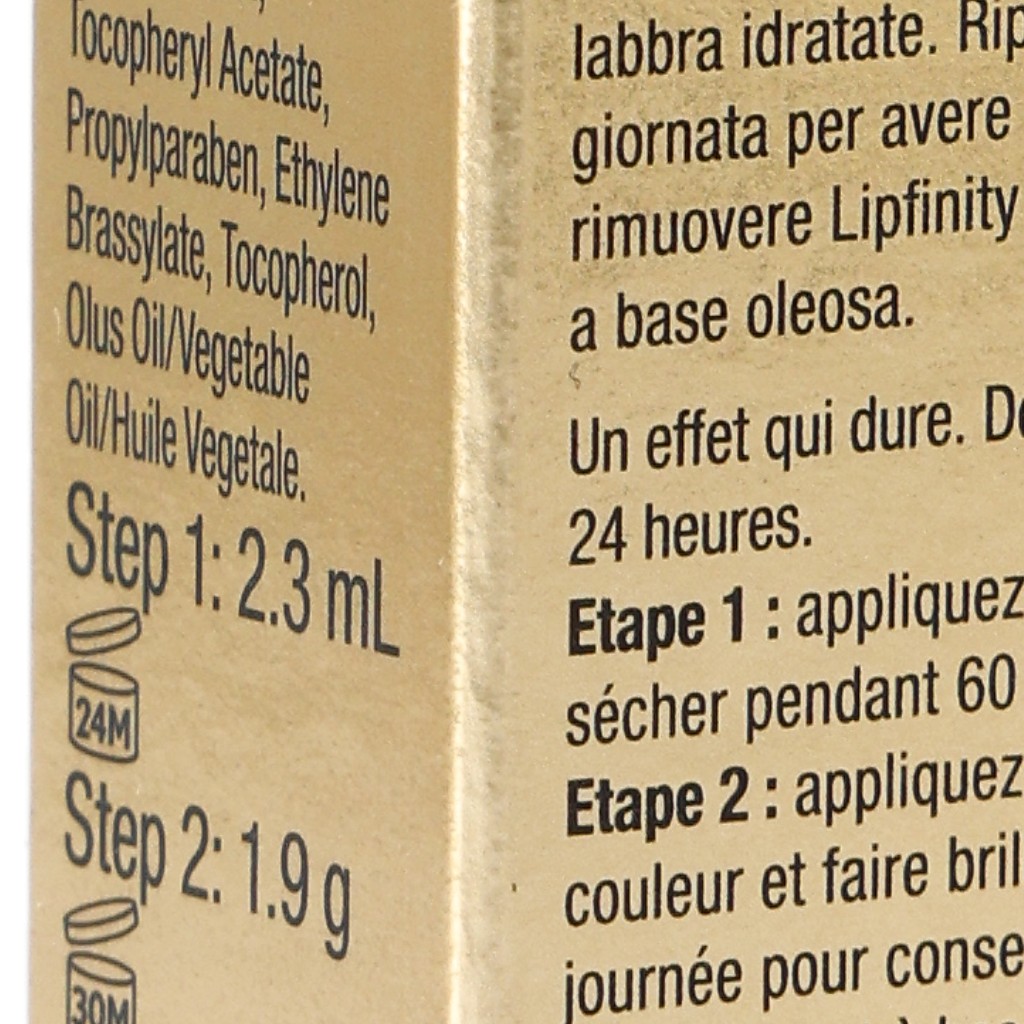 Tocopheryl Acetate,
Propylparaben, Ethylene
Brassylate, Tocopherol,
Olus Oil/Vegetable
Oil/Huile Vegetale.
Step 1: 2.3 mL
24M
Step 2: 1.9 g
30M
labbra idratate. Rip
giornata per avere
rimuovere Lipfinity
a base oleosa.
Un effet qui dure. De
24 heures.
Etape 1 : appliquez
sécher pendant 60
Etape 2 : appliquez
couleur et faire bril
journée pour conse